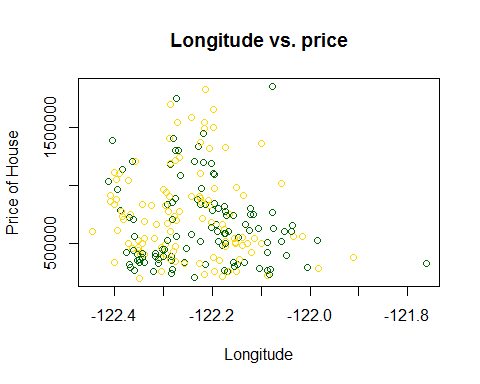 Longitude vs. price
Price of House
1500000
500000
-122.4
-122.2
-122.0
-121.8
Longitude